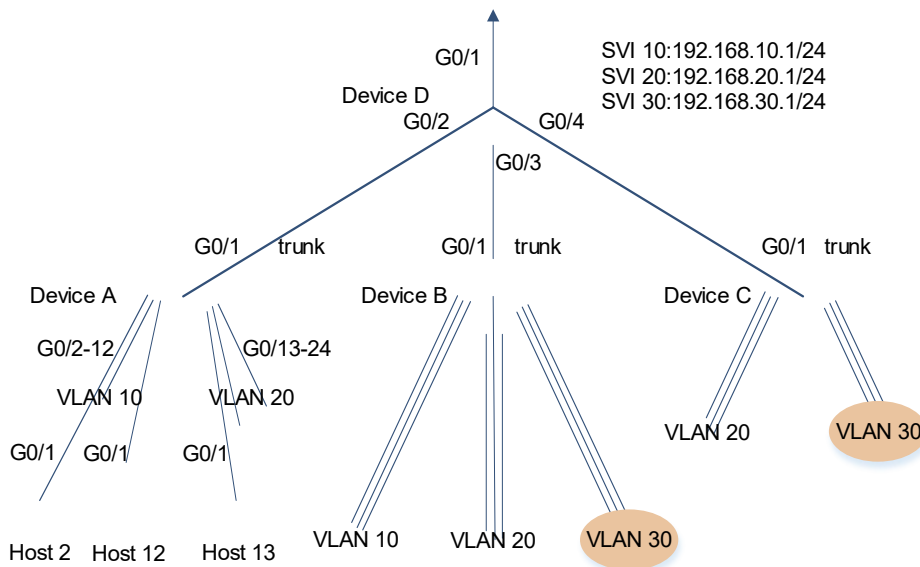 G0/1
SVI 10:192.168.10.1/24
SVI 20:192.168.20.1/24
SVI 30:192.168.30.1/24
Device D
G0/2
G0/4
G0/3
G0/1 trunk
G0/1 trunk
G0/1 trunk
Device A
Device B
Device C
G0/2-12
G0/13-24
VLAN 10
VLAN 20
G0/1
G0/1
G0/1
VLAN 20
VLAN 30
Host 2
Host 12
Host 13
VLAN 10
VLAN 20
VLAN 30